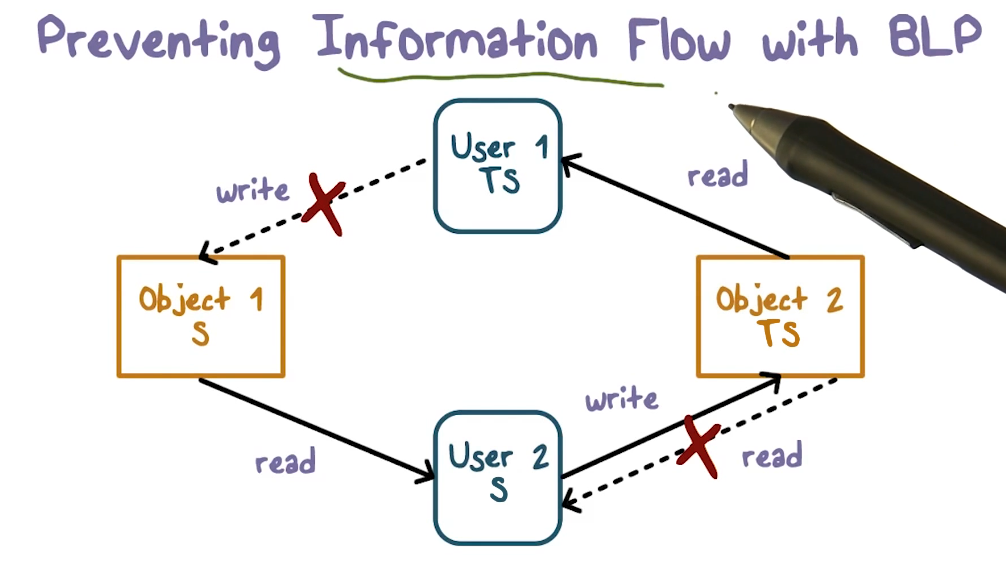 Preventing Information Flow with BLP
User 1
TS
write
read
Object 1
S
Object 2
TS
write
read
User 2
S
read